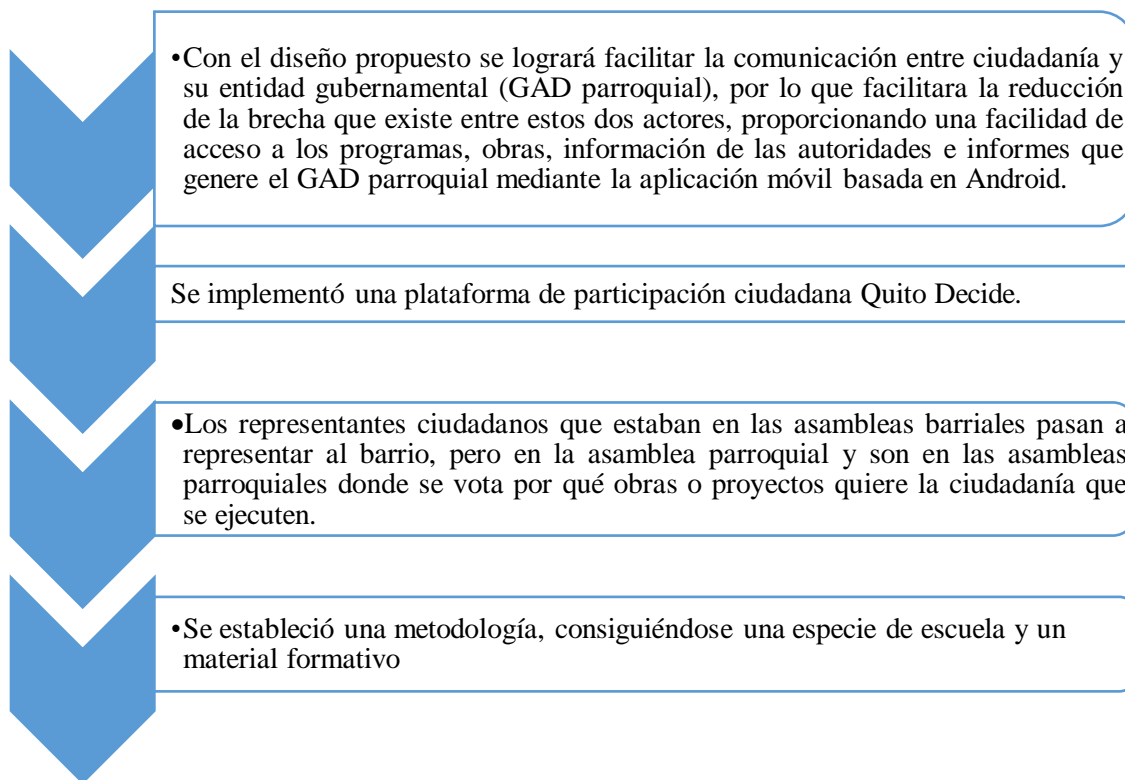 •Con el diseño propuesto se logrará facilitar la comunicación entre ciudadanía y
su entidad gubernamental (GAD parroquial), por lo que facilitara la reducción
de la brecha que existe entre estos dos actores, proporcionando una facilidad de
acceso a los programas, obras, información de las autoridades e informes que
genere el GAD parroquial mediante la aplicación móvil basada en Android.
Se implementó una plataforma de participación ciudadana Quito Decide.
•Los representantes ciudadanos que estaban en las asambleas barriales pasan a
representar al barrio, pero en la asamblea parroquial y son en las asambleas
parroquiales donde se vota por qué obras o proyectos quiere la ciudadanía que
se ejecuten.
•Se estableció una metodología, consiguiéndose una especie de escuela y un
material formativo